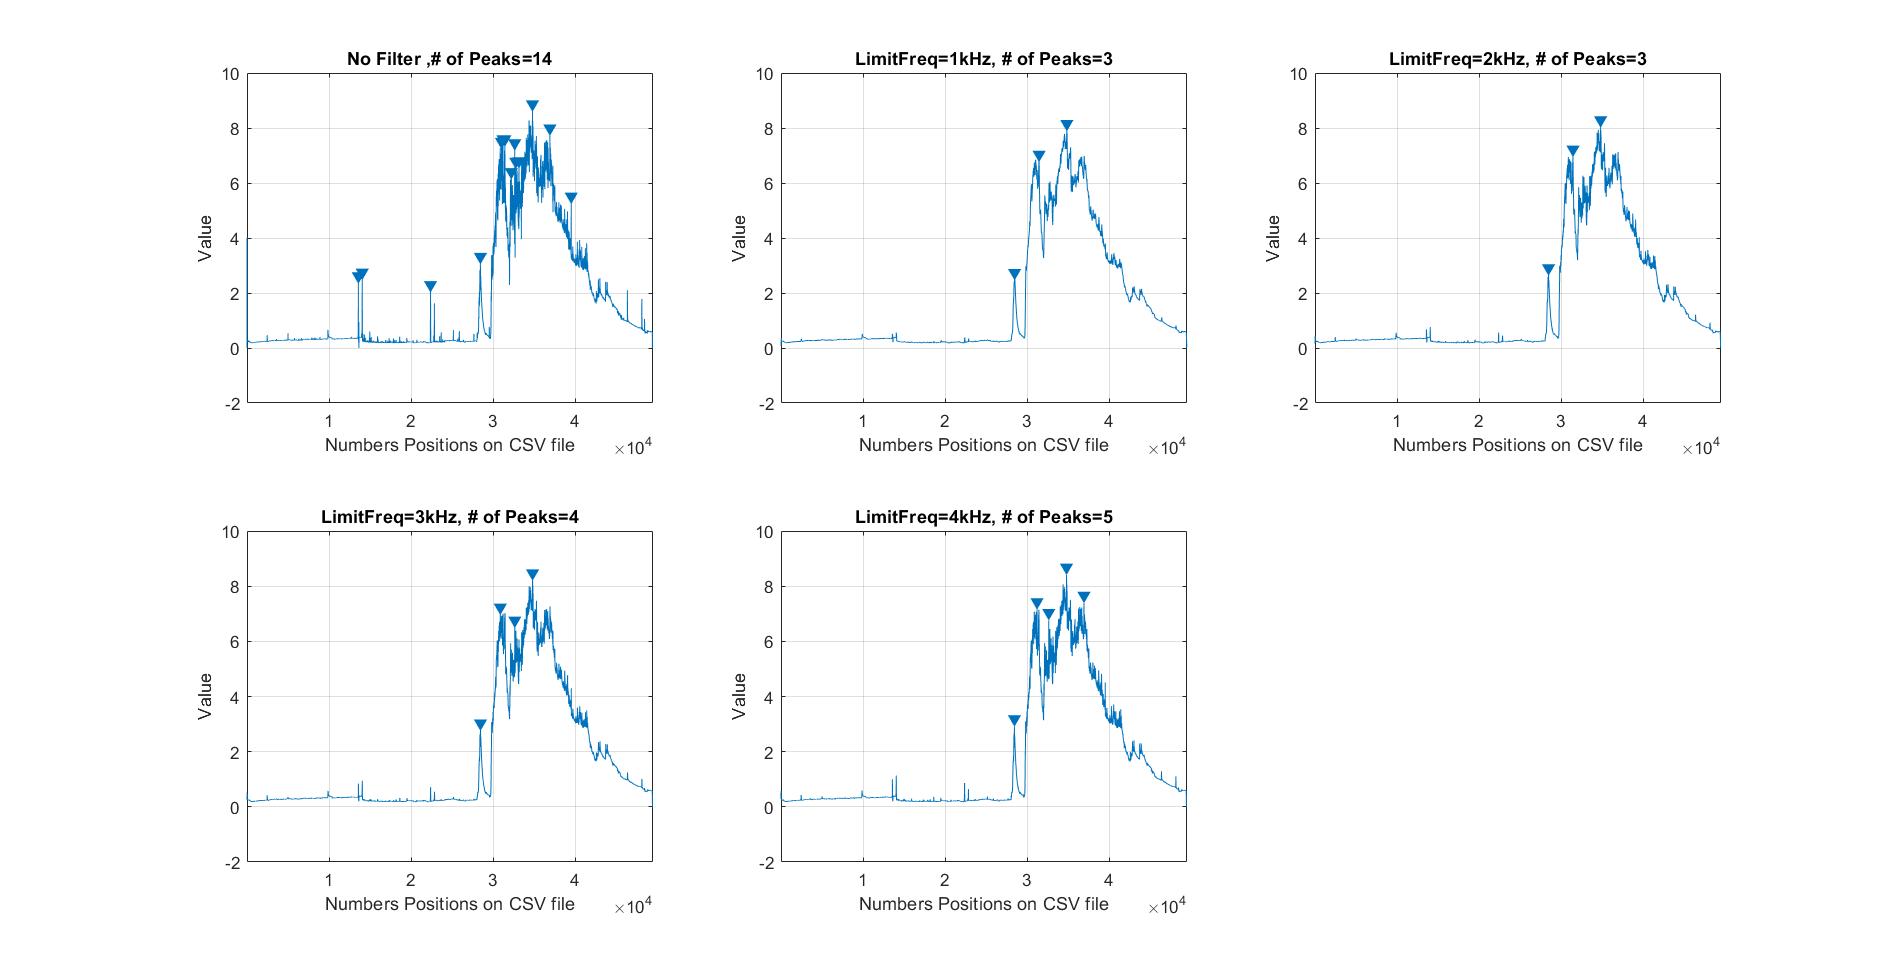 No Filter ,# of Peaks=14
10
8
6
4
2
0
-2
Value
1 2 3 4
Numbers Positions on CSV file
×10^4
LimitFreq=1kHz, # of Peaks=3
10
8
6
4
2
0
-2
Value
1 2 3 4
Numbers Positions on CSV file
×10^4
LimitFreq=2kHz, # of Peaks=3
10
8
6
4
2
0
-2
Value
1 2 3 4
Numbers Positions on CSV file
×10^4
LimitFreq=3kHz, # of Peaks=4
10
8
6
4
2
0
-2
Value
1 2 3 4
Numbers Positions on CSV file
×10^4
LimitFreq=4kHz, # of Peaks=5
10
8
6
4
2
0
-2
Value
1 2 3 4
Numbers Positions on CSV file
×10^4